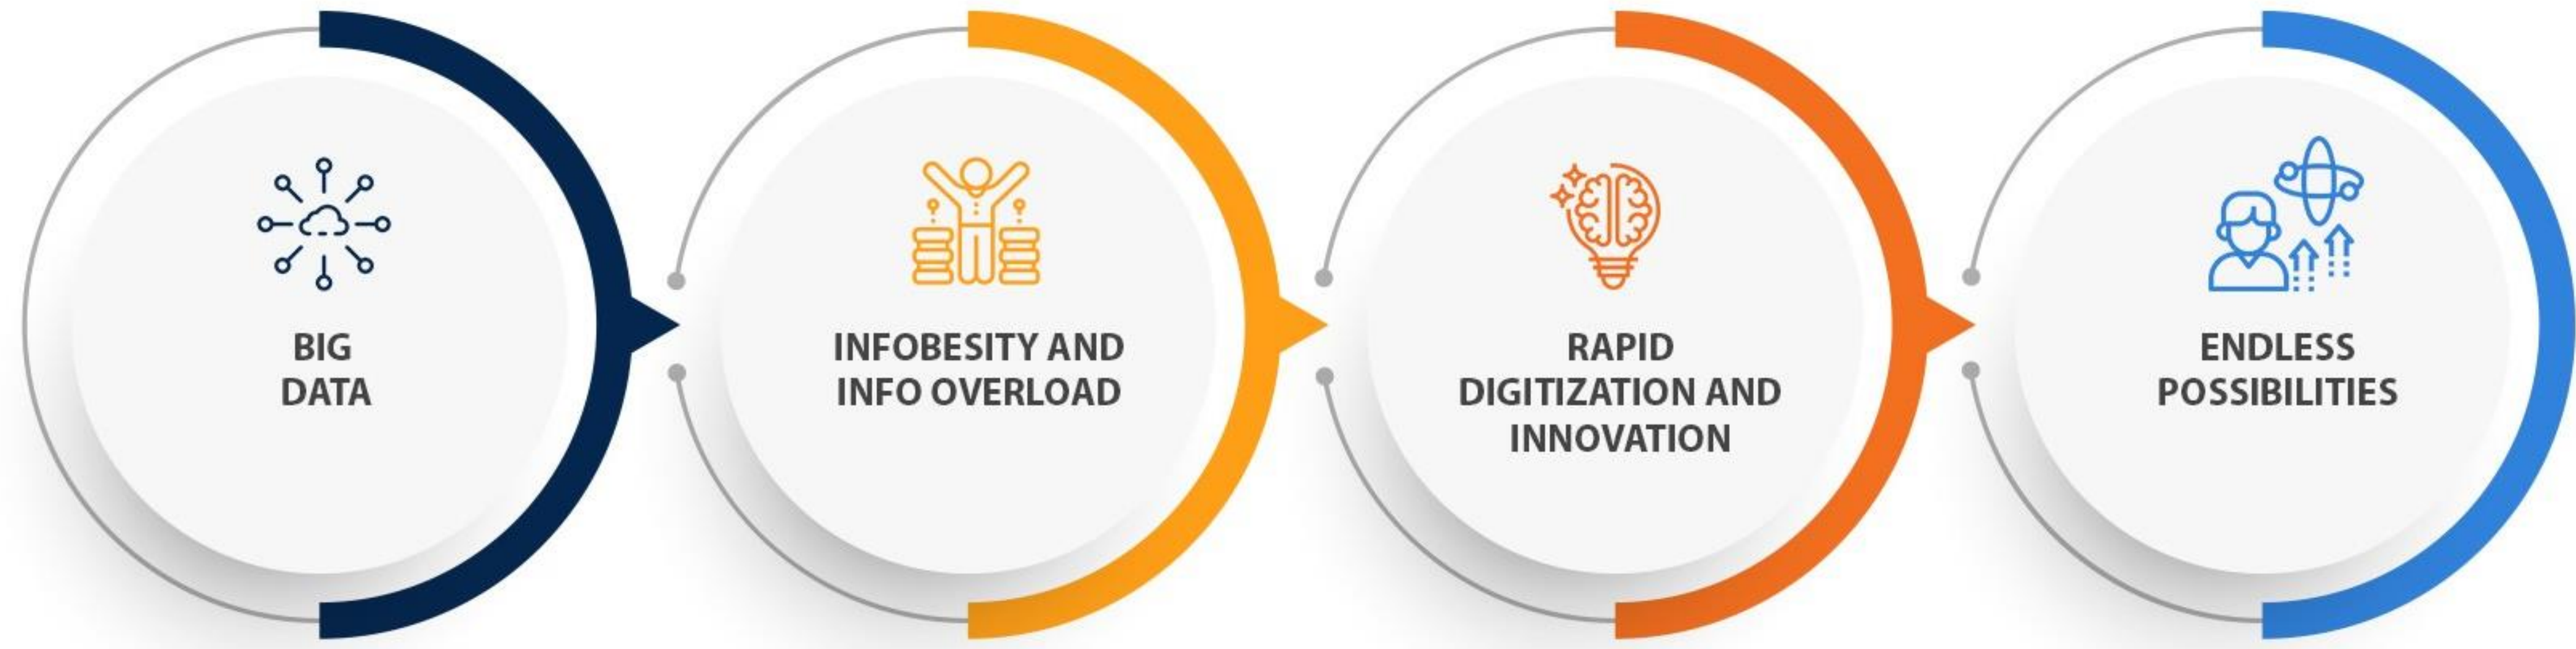 BIG
DATA
INFOBESITY AND
INFO OVERLOAD
RAPID
DIGITIZATION AND
INNOVATION
ENDLESS
POSSIBILITIES